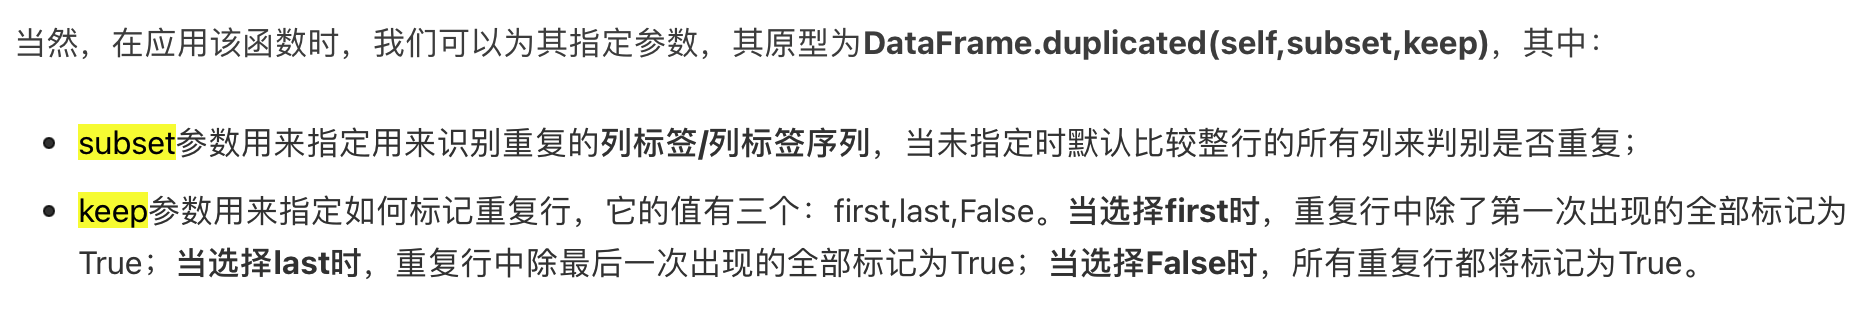 当然，在应用该函数时，我们可以为其指定参数，其原型为DataFrame.duplicated(self,subset,keep)，其中：
subset参数用来指定用来识别重复的列标签/列标签序列，当未指定时默认比较整行的所有列来判别是否重复；
keep参数用来指定如何标记重复行，它的值有三个：first,last,False。当选择first时，重复行中除了第一次出现的全部标记为
True；当选择last时，重复行中除最后一次出现的全部标记为True；当选择False时，所有重复行都将标记为True。